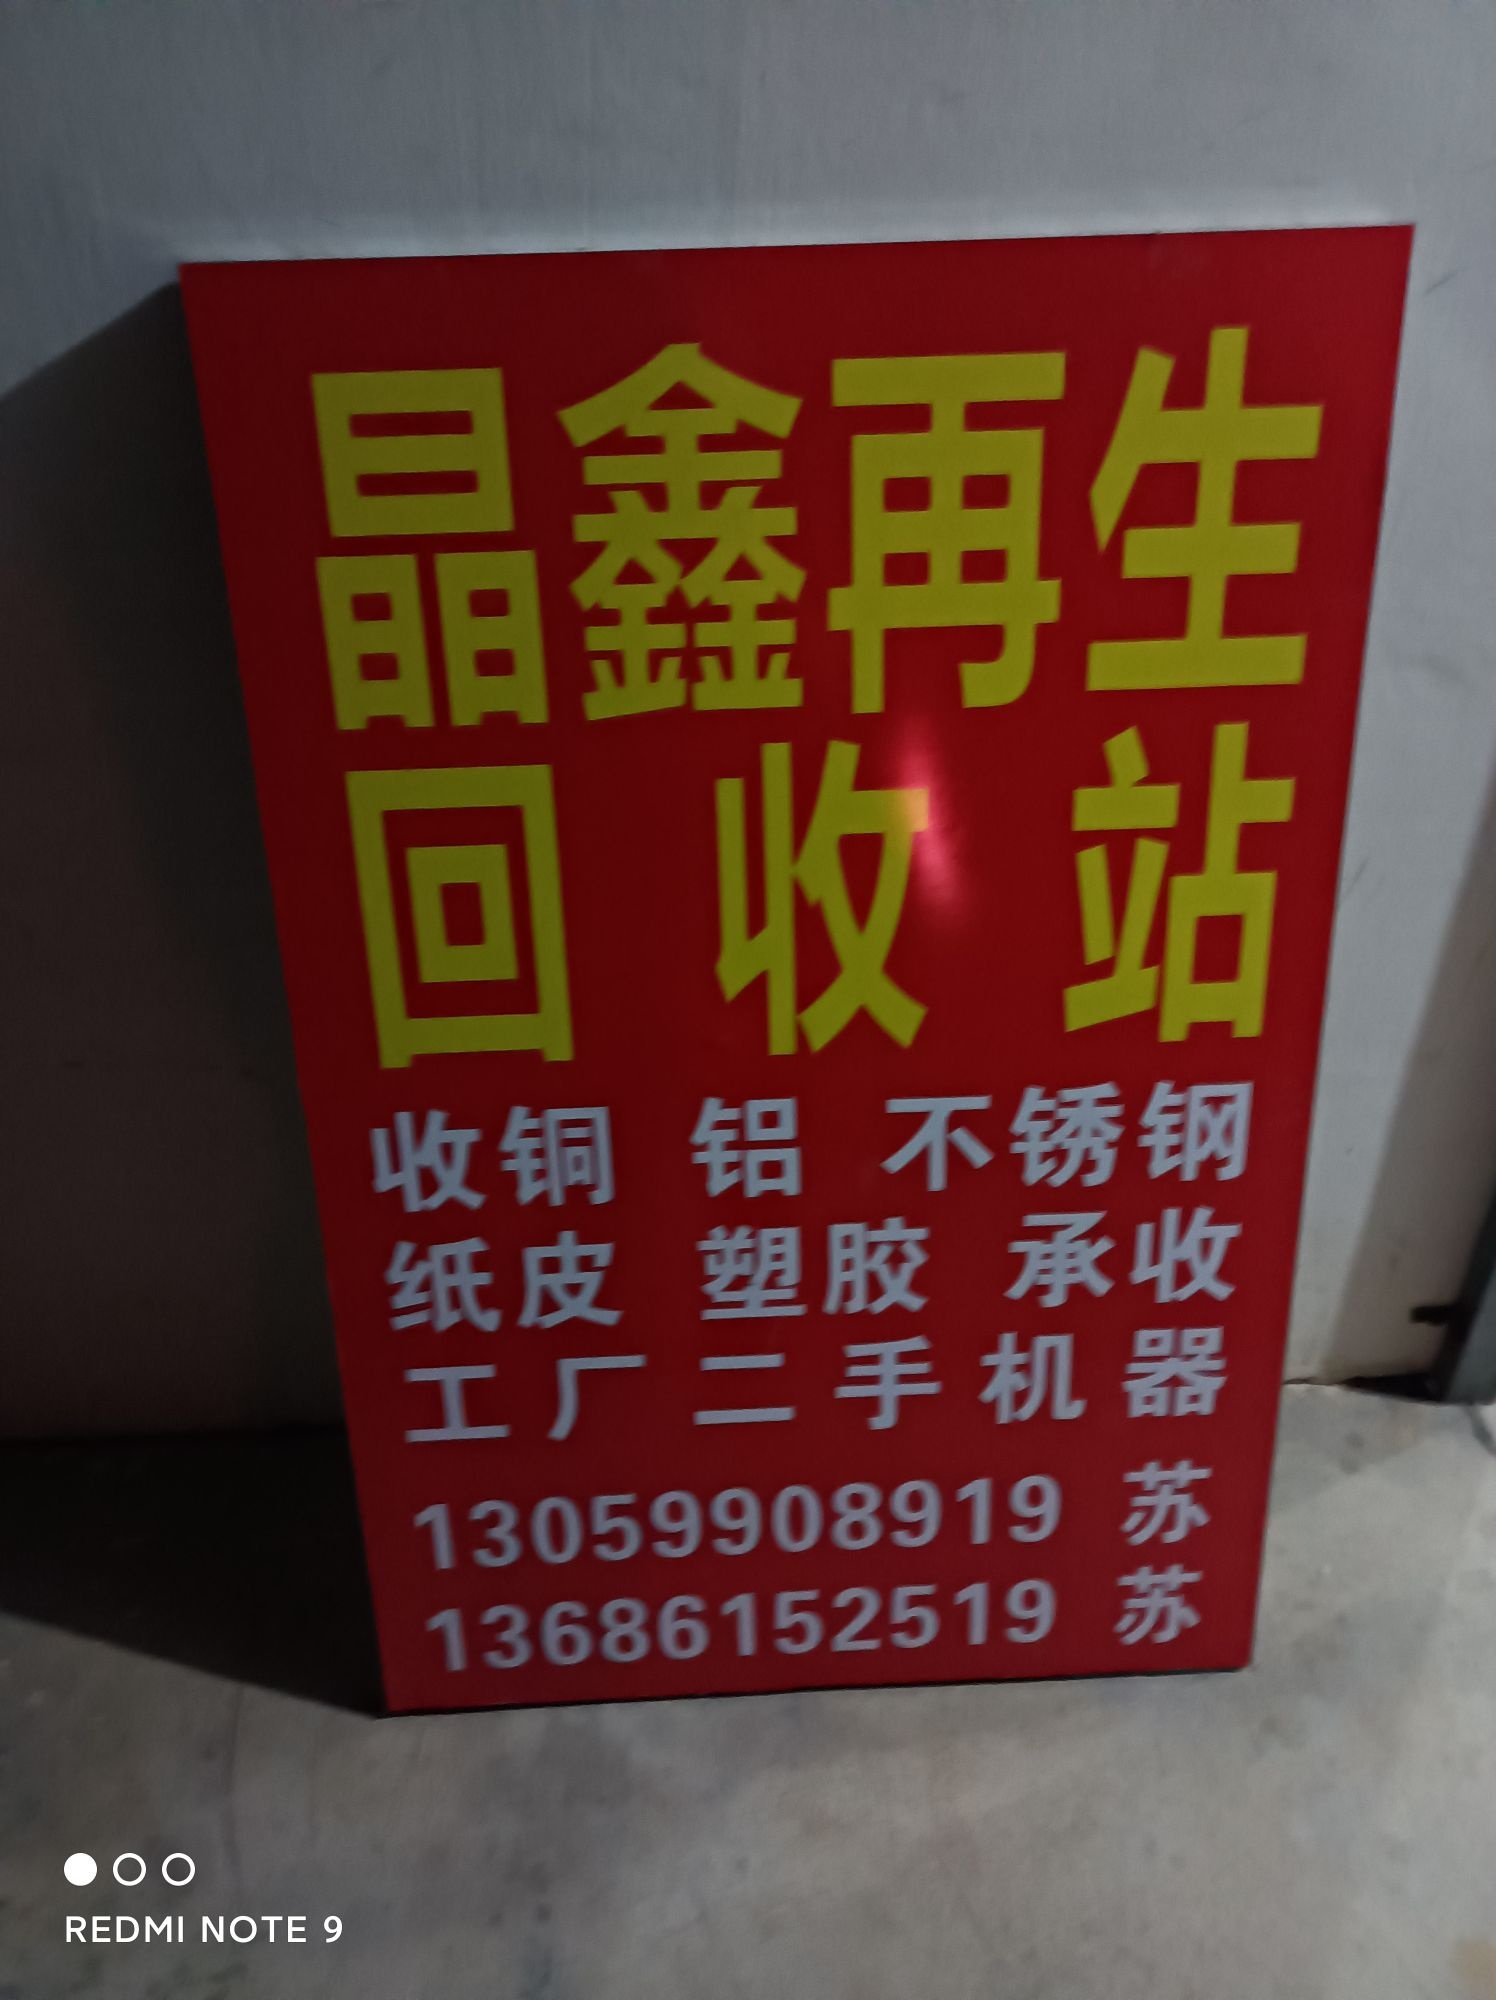 晶鑫再生
回收站
收铜 铝 不锈钢
纸皮 塑胶 承收
工厂二手机器
13059908919 苏
13686152519 苏
REDMI NOTE 9